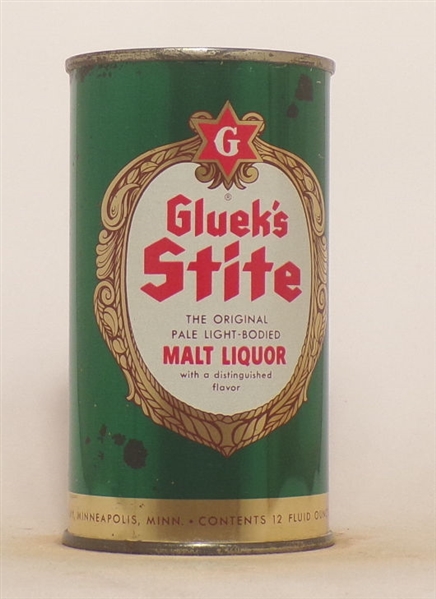 G
®
Gluek's
Stite
THE ORIGINAL
PALE LIGHT-BODIED
MALT LIQUOR
with a distinguished
flavor
MINNEAPOLIS, MINN. • CONTENTS 12 FLUID